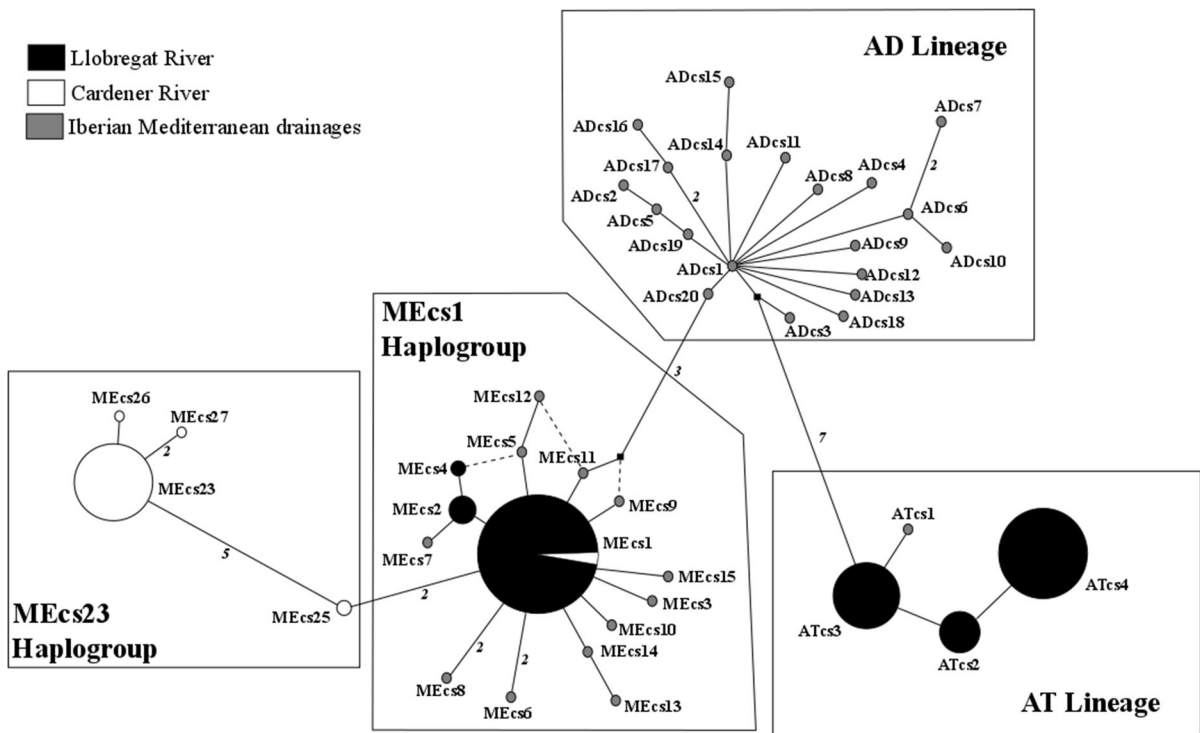 Llobregat River
Cardener River
Iberian Mediterranean drainages
AD Lineage
ADcs15
ADcs7
ADcs16
ADcs14
ADcs11
ADcs17
ADcs8
ADcs4
2
ADcs2
2
ADcs5
ADcs6
ADcs19
ADcs9
ADcs10
ADcs1
ADcs12
ADcs20
ADcs13
ADcs3
ADcs18
MEcs1
Haplogroup
3
MEcs26
MEcs12
MEcs27
2
MEcs5
MEcs11
7
MEcs4
MEcs23
MEcs2
MEcs9
ATcs1
MEcs1
5
MEcs7
MEcs15
ATcs4
2
MEcs3
MEcs25
MEcs23
Haplogroup
MEcs10
ATcs3
MEcs14
ATcs2
2
2
MEcs8
MEcs6
MEcs13
AT Lineage